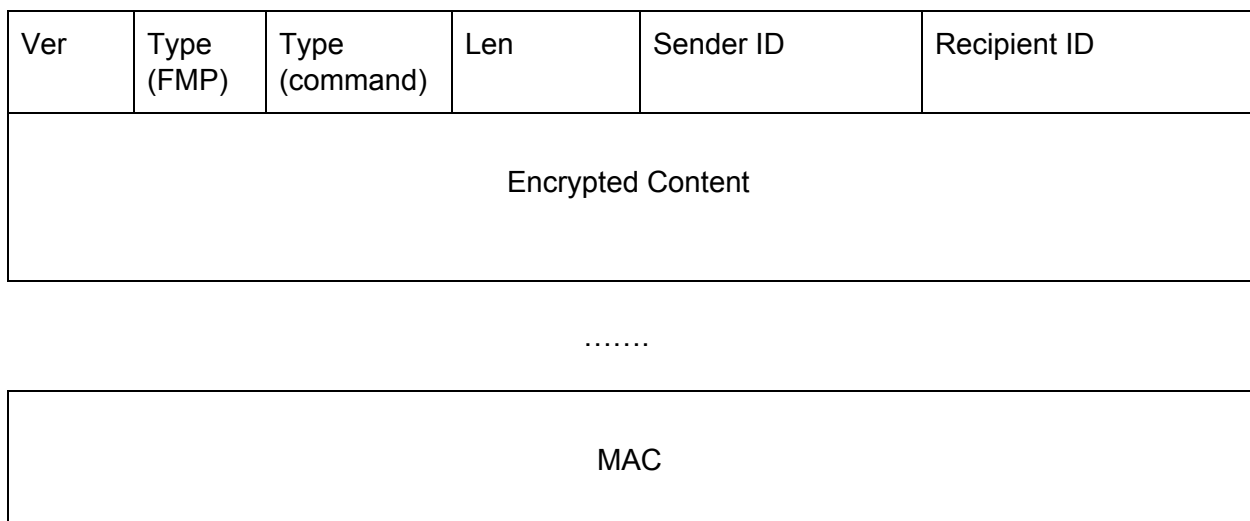 Ver Type Type Len Sender ID Recipient ID
(FMP) (command)
Encrypted Content
…….
MAC